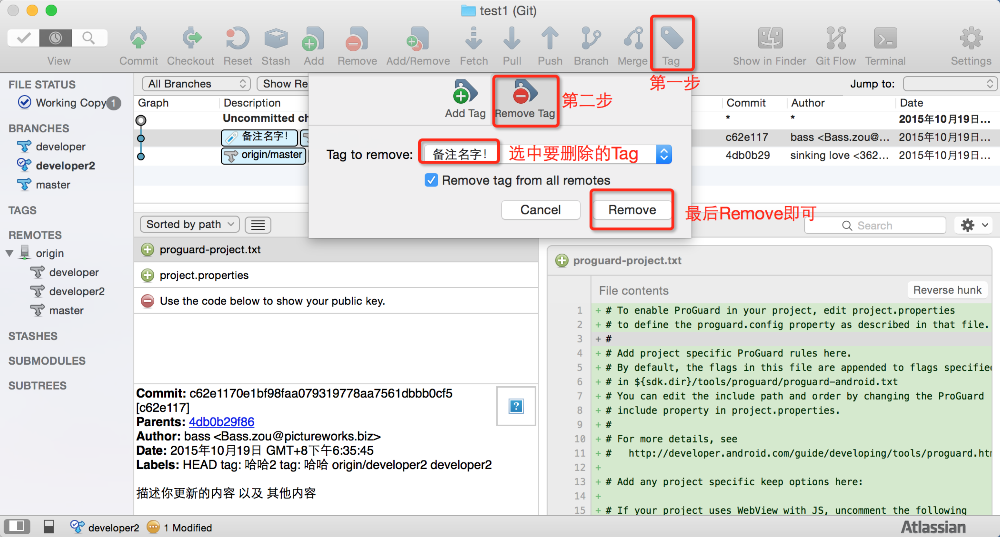 test1 (Git)
View Commit Checkout Reset Stash Add Remove Add/Remove Fetch Pull Push Branch Merge Tag Show in Finder Git Flow Terminal Settings
第一步
FILE STATUS
Working Copy 1
BRANCHES
developer
developer2
master
TAGS
REMOTES
origin
developer
developer2
master
STASHES
SUBMODULES
SUBTREES
All Branches Show Re
Jump to:
Graph Description Commit Author Date
Uncommitted ch * * 2015年10月19日...
备注名字! c62e117 bass <Bass.zou@... 2015年10月19日...
origin/master 4db0b29 sinking love <362... 2015年10月19日...
Add Tag Remove Tag 第二步
Tag to remove: 备注名字! 选中要删除的Tag
Remove tag from all remotes
Cancel Remove 最后Remove即可
Sorted by path
Search
proguard-project.txt
project.properties
Use the code below to show your public key.
Commit: c62e1170e1bf98faa079319778aa7561dbbb0cf5
[c62e117]
Parents: 4db0b29f86
Author: bass <Bass.zou@pictureworks.biz>
Date: 2015年10月19日 GMT+8下午6:35:45
Labels: HEAD tag: 哈哈2 tag: 哈哈 origin/developer2 developer2
描述你更新的内容 以及 其他内容
proguard-project.txt
File contents Reverse hunk
1 + # To enable ProGuard in your project, edit project.properties
2 + # to define the proguard.config property as described in that file.
3 + #
4 + # Add project specific ProGuard rules here.
5 + # By default, the flags in this file are appended to flags specified
6 + # in ${sdk.dir}/tools/proguard/proguard-android.txt
7 + # You can edit the include path and order by changing the ProGuard
8 + # include property in project.properties.
9 + #
10 + # For more details, see
11 + #   http://developer.android.com/guide/developing/tools/proguard.htm
12 +
13 + # Add any project specific keep options here:
14 +
15 + # If your project uses WebView with JS, uncomment the following
developer2 1 Modified
Atlassian